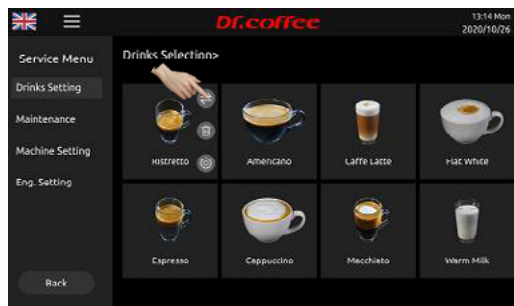 Dr.coffee
13:14 Mon
2020/10/26
Service Menu
Drinks Selection>
Drinks Setting
Maintenance
Machine Setting
Eng. Setting
Ristretto
Americano
Caffe Latte
Flat White
Espresso
Cappuccino
Macchiato
Warm Milk
Back